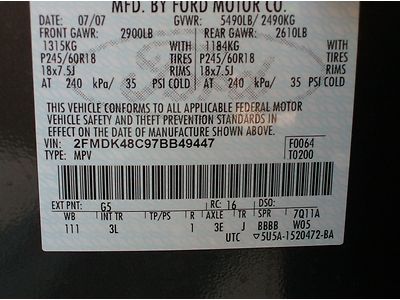 MFD. BY FORD MOTOR CO.
DATE: 07/07 GVWR: 5490LB/2490KG
FRONT GAWR: 2900LB REAR GAWR: 2610LB
1315KG WITH 1184KG WITH
P245/60R18 TIRES P245/60R18 TIRES
18x7.5J RIMS 18x7.5J RIMS
AT 240 kPa/ 35 PSI COLD AT 240 kPa/ 35 PSI COLD
THIS VEHICLE CONFORMS TO ALL APPLICABLE FEDERAL MOTOR
VEHICLE SAFETY AND THEFT PREVENTION STANDARDS IN
EFFECT ON THE DATE OF MANUFACTURE SHOWN ABOVE.
VIN: 2FMDK48C97BB49447 F0064
TYPE: MPV T0200
EXT PNT: G5 RC: 16 DSO:
WB INT TR TP/PS R AXLE TR SPR 7Q11A
111 3L 1 3E J BBBB W05
UTC ▽5U5A-1520472-BA